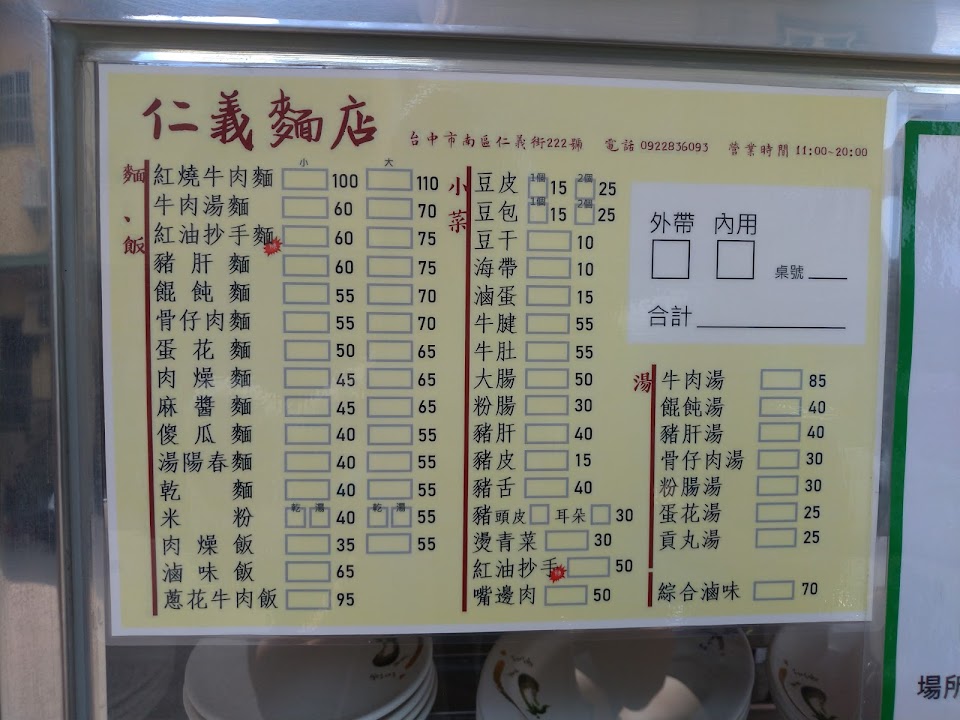 仁義麵店
台中市南區仁義街222號 電話 0922836093 營業時間 11:00~20:00
麵、飯
小 大
紅燒牛肉麵 100 110
牛肉湯麵 60 70
紅油抄手麵 60 75
豬肝麵 60 75
餛飩麵 55 70
骨仔肉麵 55 70
蛋花麵 50 65
肉燥麵 45 65
麻醬麵 45 65
傻瓜麵 40 55
湯陽春麵 40 55
乾麵 40 55
米粉 乾 湯 40 乾 湯 55
肉燥飯 35 55
滷味飯 65
蔥花牛肉飯 95
小菜
豆皮 1個 15 2個 25
豆包 1個 15 2個 25
豆干 10
海帶 10
滷蛋 15
牛腱 55
牛肚 55
大腸 50
粉腸 30
豬肝 40
豬皮 15
豬舌 40
豬頭皮 耳朵 30
燙青菜 30
紅油抄手 50
嘴邊肉 50
外帶 內用
桌號
合計
湯
牛肉湯 85
餛飩湯 40
豬肝湯 40
骨仔肉湯 30
粉腸湯 30
蛋花湯 25
貢丸湯 25
綜合滷味 70
場所